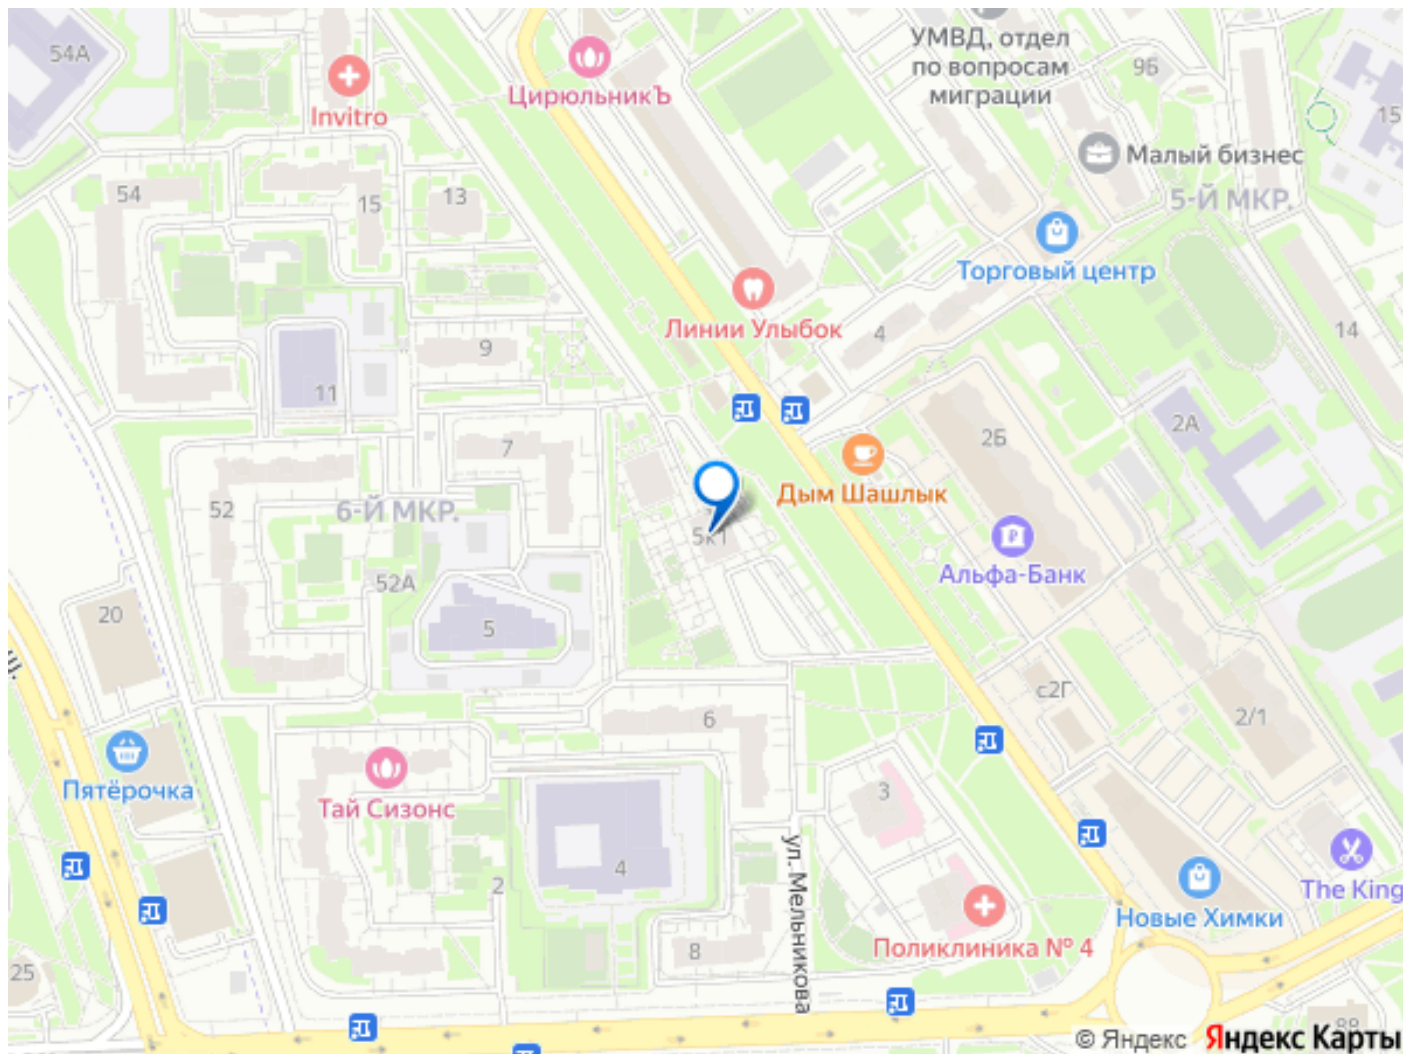 54А
Invitro
ЦирюльникЪ
УМВД, отдел
по вопросам
миграции
9Б
15
Малый бизнес
5-Й МКР.
54
15
13
Торговый центр
Линии Улыбок
4
14
9
11
2Б
2А
7
Дым Шашлык
52
6-Й МКР.
5к1
Альфа-Банк
52А
20
5
с2Г
2/1
6
Пятёрочка
Тай Сизонс
3
ул. Мельникова
4
2
The King
Новые Химки
Поликлиника № 4
8
25
88
© Яндекс Яндекс Карты